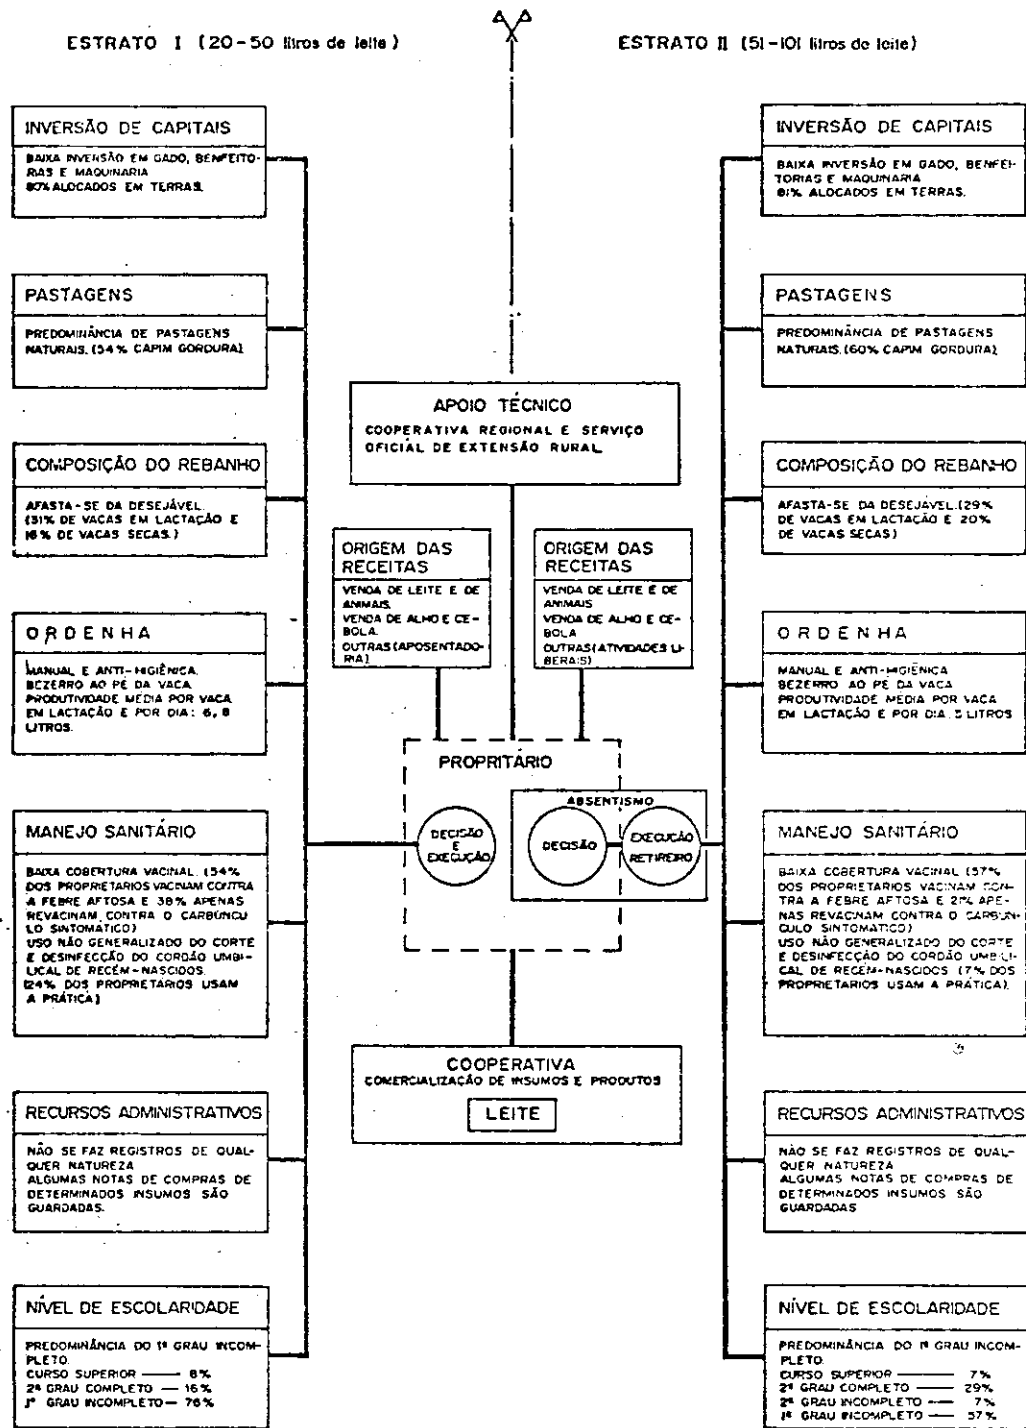 ESTRATO I (20-50 litros de leite)
INVERSÃO DE CAPITAIS
BAIXA INVERSÃO EM GADO, BENFEITO-
RIAS E MAQUINARIA
80% ALOCADOS EM TERRAS.
PASTAGENS
PREDOMINÂNCIA DE PASTAGENS
NATURAIS. (54% CAPIM GORDURA)
COMPOSIÇÃO DO REBANHO
AFASTA-SE DA DESEJÁVEL.
(31% DE VACAS EM LACTAÇÃO E
16% DE VACAS SECAS.)
ORDENHA
MANUAL E ANTI-HIGIÊNICA.
BEZERRO AO PÉ DA VACA
PRODUTIVIDADE MEDIA POR VACA
EM LACTAÇÃO E POR DIA: 6,8
LITROS.
MANEJO SANITÁRIO
BAIXA COBERTURA VACINAL. (54%
DOS PROPRIETARIOS VACINAM CONTRA
A FEBRE AFTOSA E 38% APENAS
REVACINAM CONTRA O CARBÚNCU
LO SINTOMATICO)
USO NÃO GENERALIZADO DO CORTE
E DESINFECÇÃO DO CORDÃO UMBI-
LICAL DE RECÉM-NASCIDOS.
(24% DOS PROPRIETARIOS USAM
A PRÁTICA)
RECURSOS ADMINISTRATIVOS
NÃO SE FAZ REGISTROS DE QUAL-
QUER NATUREZA
ALGUMAS NOTAS DE COMPRAS DE
DETERMINADOS INSUMOS SÃO
GUARDADAS.
NÍVEL DE ESCOLARIDADE
PREDOMINÂNCIA DO 1º GRAU INCOM-
PLETO.
CURSO SUPERIOR — 8%
2º GRAU COMPLETO — 16%
1º GRAU INCOMPLETO — 76%
APOIO TÉCNICO
COOPERATIVA REGIONAL E SERVIÇO
OFICIAL DE EXTENSÃO RURAL
ORIGEM DAS
RECEITAS
VENDA DE LEITE E DE
ANIMAIS
VENDA DE ALHO E CE-
BOLA.
OUTRAS (APOSENTADO-
RIA)
ORIGEM DAS
RECEITAS
VENDA DE LEITE E DE
ANIMAIS
VENDA DE ALHO E CE-
BOLA
OUTRAS (ATIVIDADES LI-
BERAIS)
PROPRITÁRIO
DECISÃO
E
EXECUÇÃO
ABSENTISMO
DECISÃO
EXECUÇÃO
RETIREIRO
COOPERATIVA
COMERCIALIZAÇÃO DE INSUMOS E PRODUTOS
LEITE
ESTRATO II (51-101 litros de leite)
INVERSÃO DE CAPITAIS
BAIXA INVERSÃO EM GADO, BENFEI-
TORIAS E MAQUINARIA
81% ALOCADOS EM TERRAS.
PASTAGENS
PREDOMINÂNCIA DE PASTAGENS
NATURAIS. (60% CAPIM GORDURA)
COMPOSIÇÃO DO REBANHO
AFASTA-SE DA DESEJÁVEL. (29%
DE VACAS EM LACTAÇÃO E 20%
DE VACAS SECAS)
ORDENHA
MANUAL E ANTI-HIGIÊNICA
BEZERRO AO PÉ DA VACA
PRODUTIVIDADE MEDIA POR VACA
EM LACTAÇÃO E POR DIA. 5 LITROS
MANEJO SANITÁRIO
BAIXA COBERTURA VACINAL (57%
DOS PROPRIETARIOS VACINAM CON-
TRA A FEBRE AFTOSA E 21% APE-
NAS REVACINAM CONTRA O CARBÚN-
CULO SINTOMATICO)
USO NÃO GENERALIZADO DO CORTE
E DESINFECÇÃO DO CORDÃO UMBILI-
CAL DE RECÉM-NASCIDOS (7% DOS
PROPRIETARIOS USAM A PRÁTICA).
RECURSOS ADMINISTRATIVOS
NÃO SE FAZ REGISTROS DE QUAL-
QUER NATUREZA
ALGUMAS NOTAS DE COMPRAS DE
DETERMINADOS INSUMOS SÃO
GUARDADAS
NÍVEL DE ESCOLARIDADE
PREDOMINÂNCIA DO 1º GRAU INCOM-
PLETO.
CURSO SUPERIOR — 7%
2º GRAU COMPLETO — 29%
2º GRAU INCOMPLETO — 7%
1º GRAU INCOMPLETO — 57%